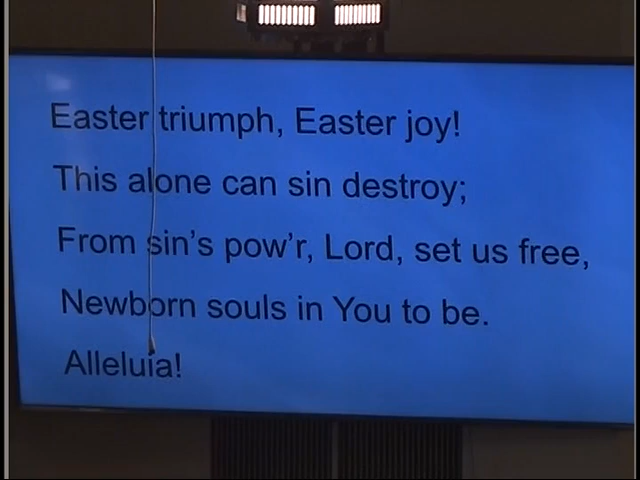 Easter triumph, Easter joy!
This alone can sin destroy;
From sin’s pow’r, Lord, set us free,
Newborn souls in You to be.
Alleluia!